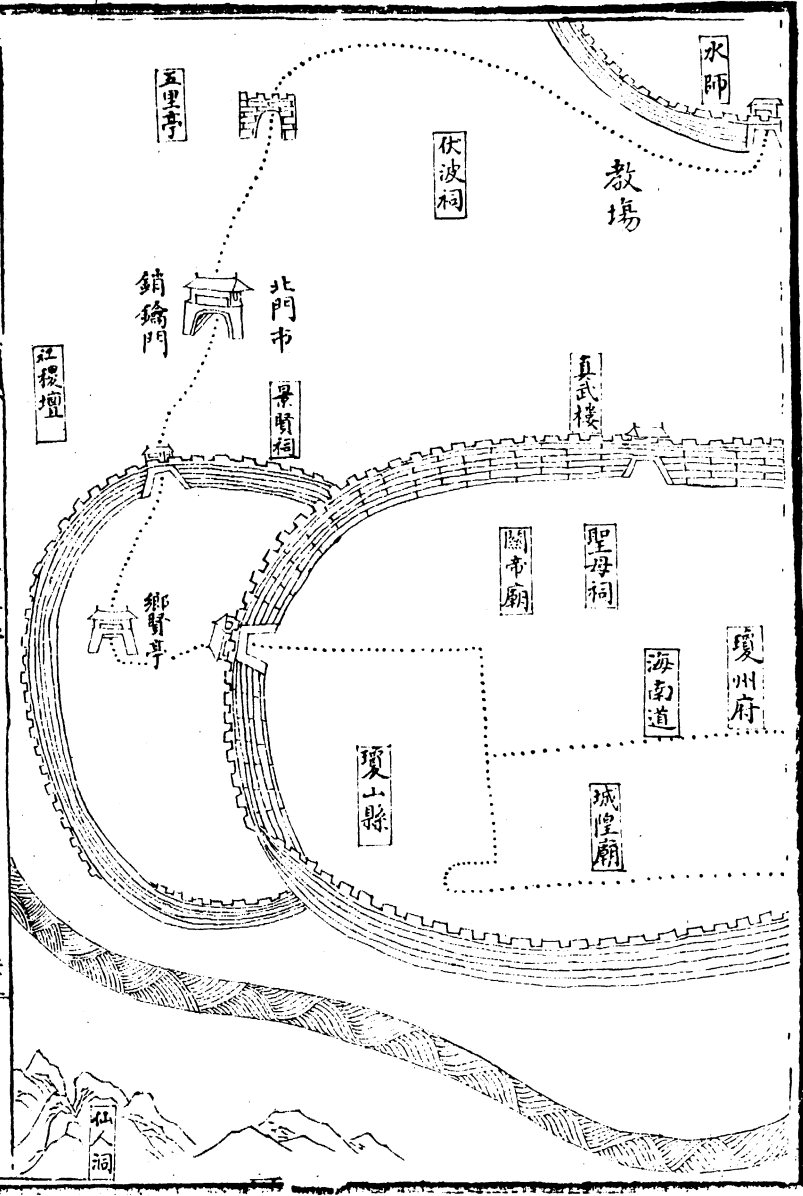 水師
教塲
伏波祠
五里亭
北門市
銷鑰門
社稷壇
景賢祠
真武樓
聖母祠
關帝廟
鄉賢亭
瓊州府
海南道
瓊山縣
城隍廟
仙人洞